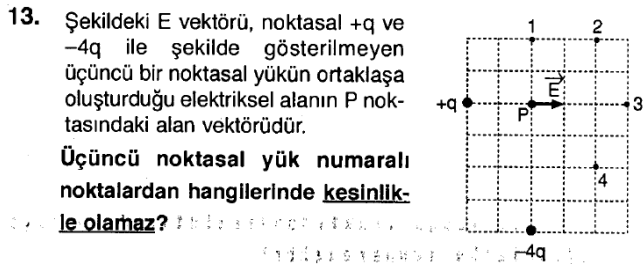 13. Şekildeki E vektörü, noktasal +q ve
–4q ile şekilde gösterilmeyen
üçüncü bir noktasal yükün ortaklaşa
oluşturduğu elektriksel alanın P nok-
tasındaki alan vektörüdür.
Üçüncü noktasal yük numaralı
noktalardan hangilerinde kesinlik-
le olamaz?
1 2
E
+q P 3
4
–4q